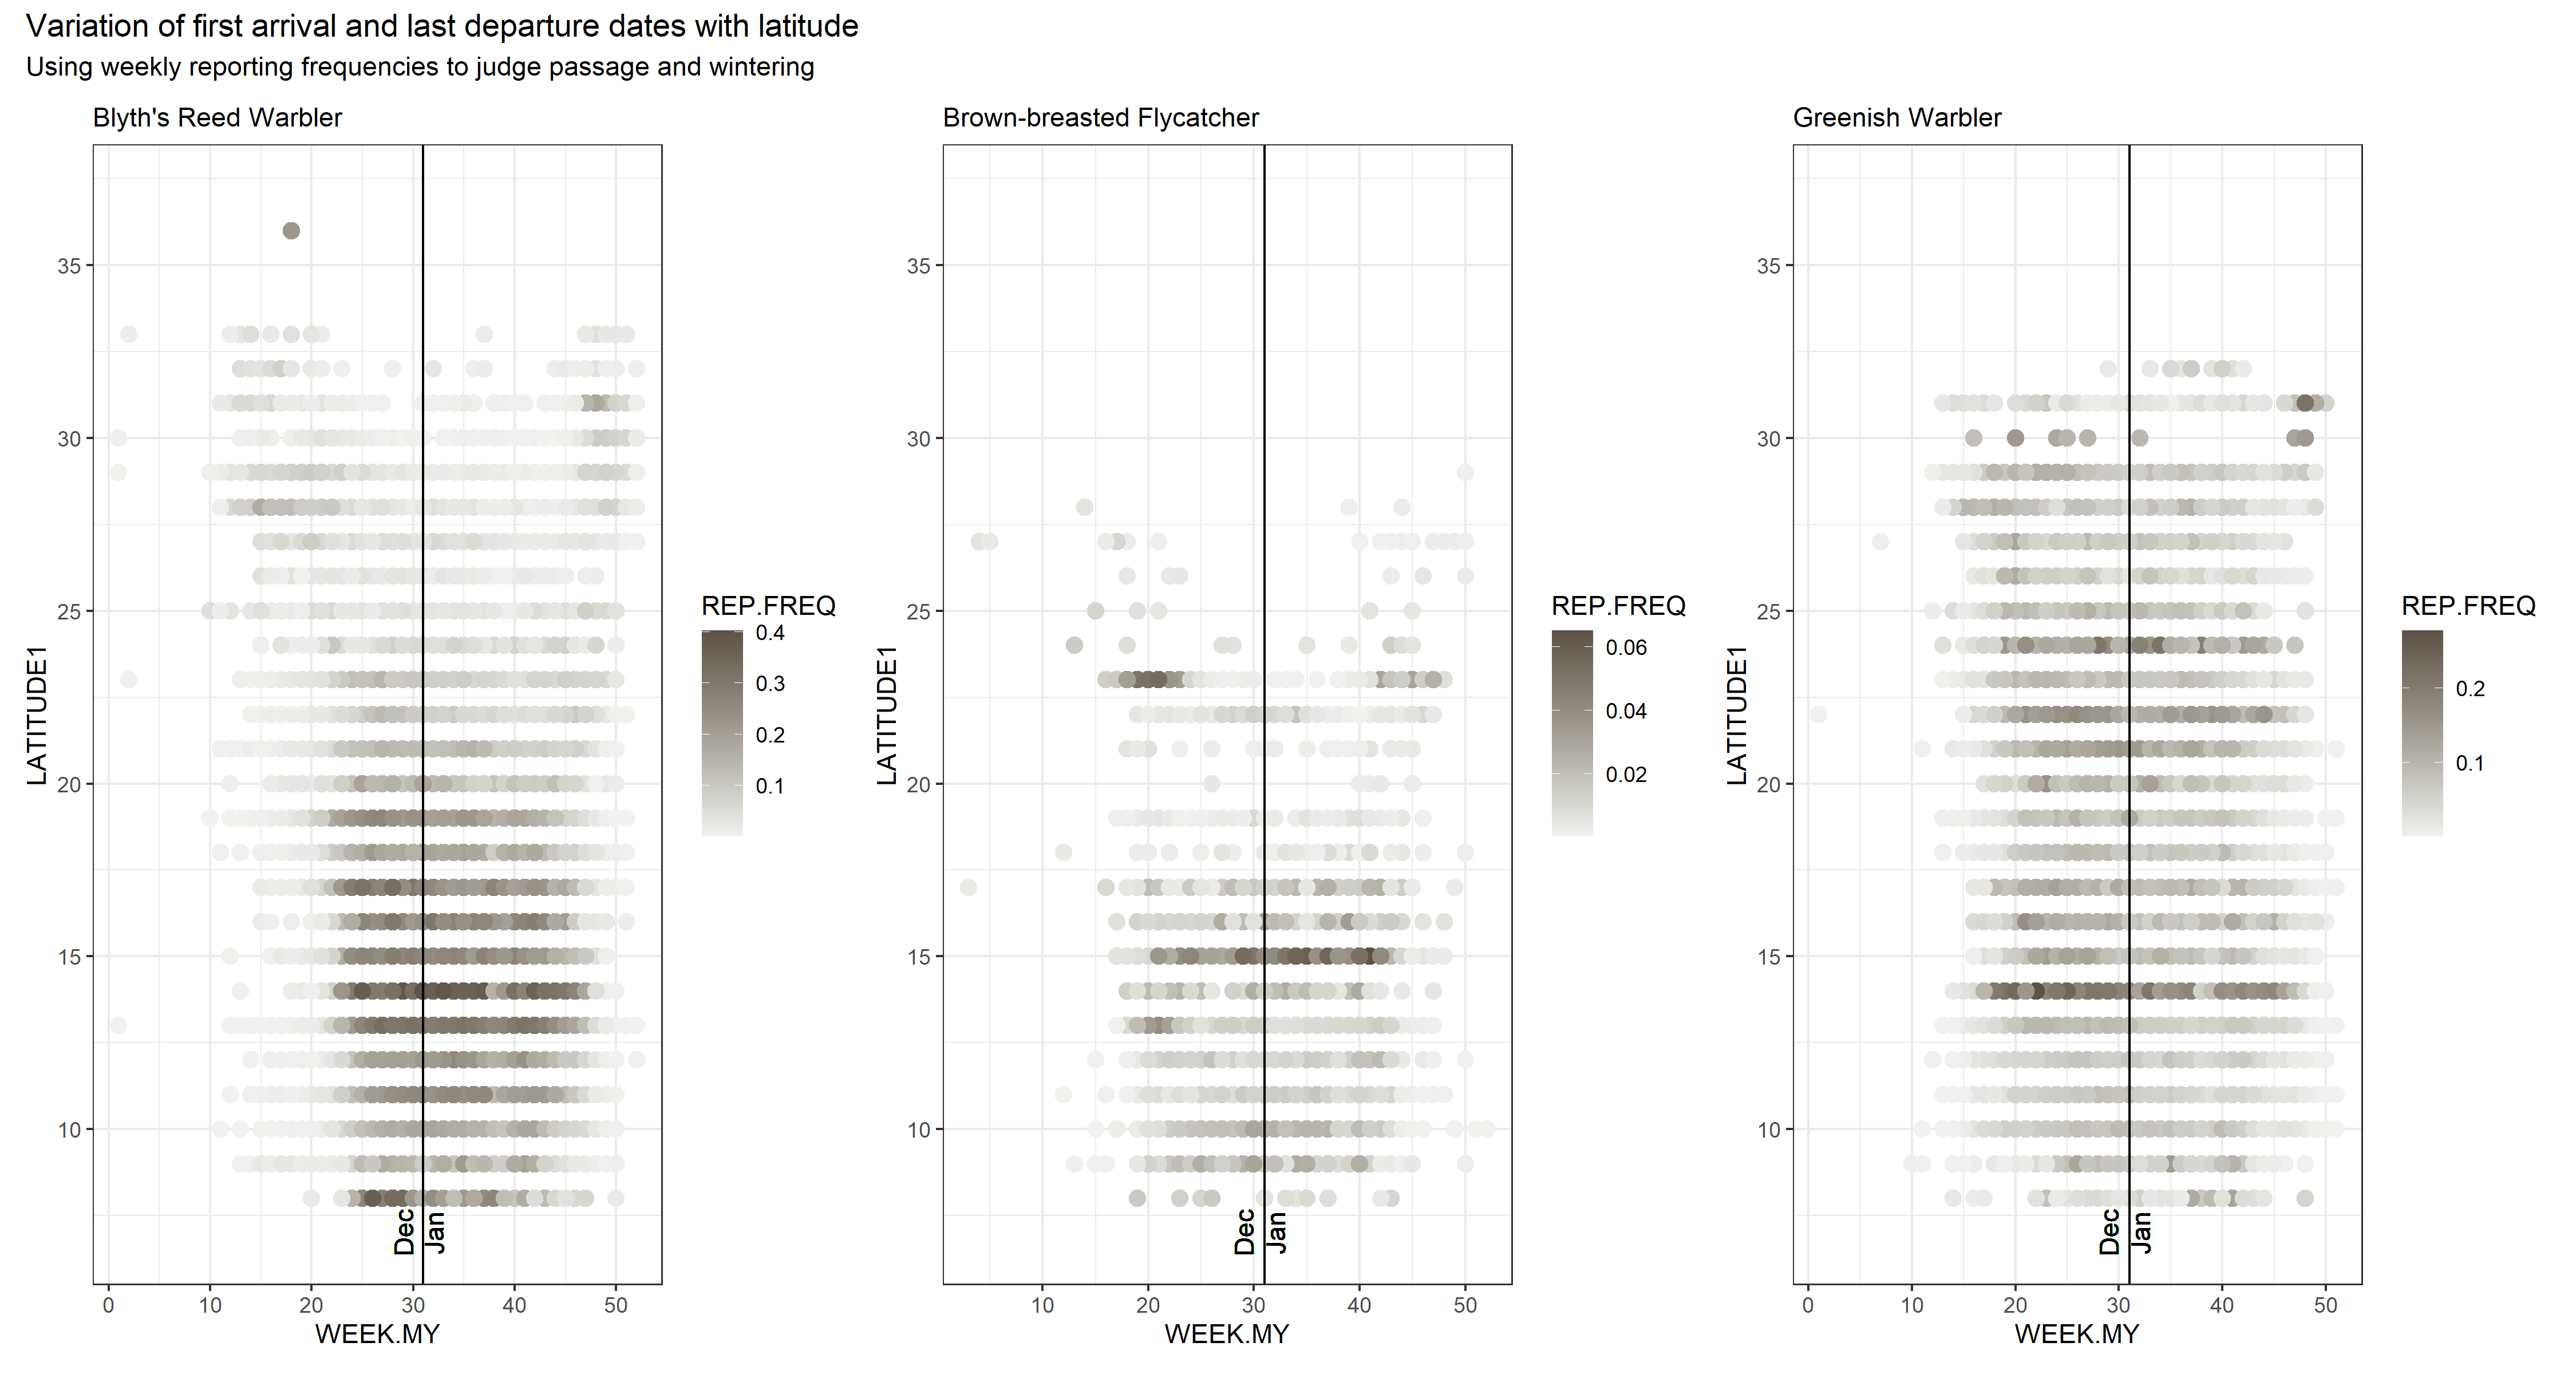 Variation of first arrival and last departure dates with latitude
Using weekly reporting frequencies to judge passage and wintering
Blyth's Reed Warbler
LATITUDE1
35
30
25
20
15
10
Dec
Jan
0 10 20 30 40 50
WEEK.MY
REP.FREQ
0.4
0.3
0.2
0.1
Brown-breasted Flycatcher
LATITUDE1
35
30
25
20
15
10
Dec
Jan
10 20 30 40 50
WEEK.MY
REP.FREQ
0.06
0.04
0.02
Greenish Warbler
LATITUDE1
35
30
25
20
15
10
Dec
Jan
0 10 20 30 40 50
WEEK.MY
REP.FREQ
0.2
0.1